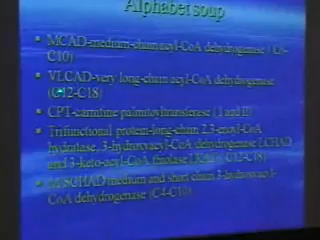 Alphabet soup
MCAD-medium-chain acyl-CoA dehydrogenase ( C6-
C10)
VLCAD-very long-chain acyl-CoA dehydrogenase
(C12-C18)
CPT-carnitine palmitoyltransferase (I and II)
Trifunctional protein-long-chain 2,3-enoyl-CoA
hydratase, 3-hydroxyacyl-CoA dehydrogenase LCHAD,
and 3-keto-acyl-CoA thiolase LKAT ( C12-C18)
M/SCHAD medium and short chain 3-hydroxyacyl-
CoA dehydrogenase (C4-C10)